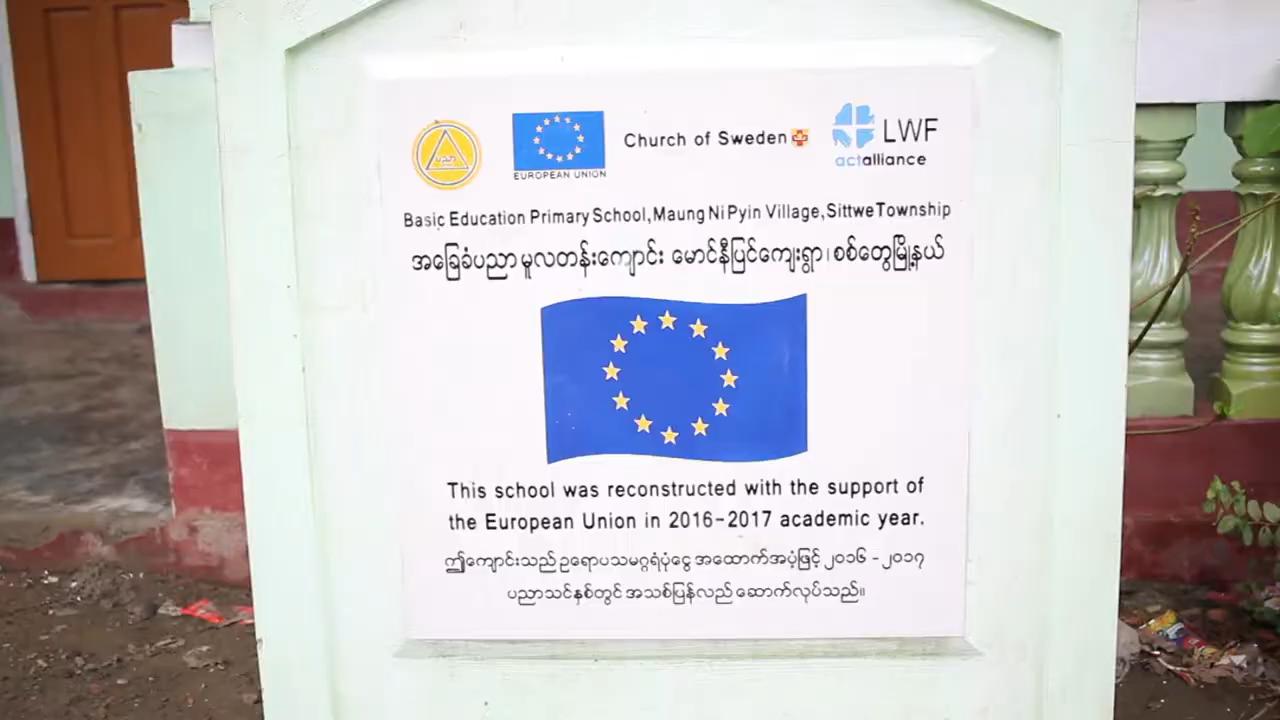 ပညာ
EUROPEAN UNION
Church of Sweden
LWF
actalliance
Basic Education Primary School, Maung Ni Pyin Village, Sittwe Township
အခြေခံပညာ မူလတန်းကျောင်း မောင်နီပြင်ကျေးရွာ၊ စစ်တွေမြို့နယ်
This school was reconstructed with the support of
the European Union in 2016-2017 academic year.
ဤကျောင်းသည် ဥရောပသမဂ္ဂရံပုံငွေ အထောက်အပံ့ဖြင့် ၂၀၁၆ - ၂၀၁၇
ပညာသင်နှစ်တွင် အသစ်ပြန်လည် ဆောက်လုပ်သည်။